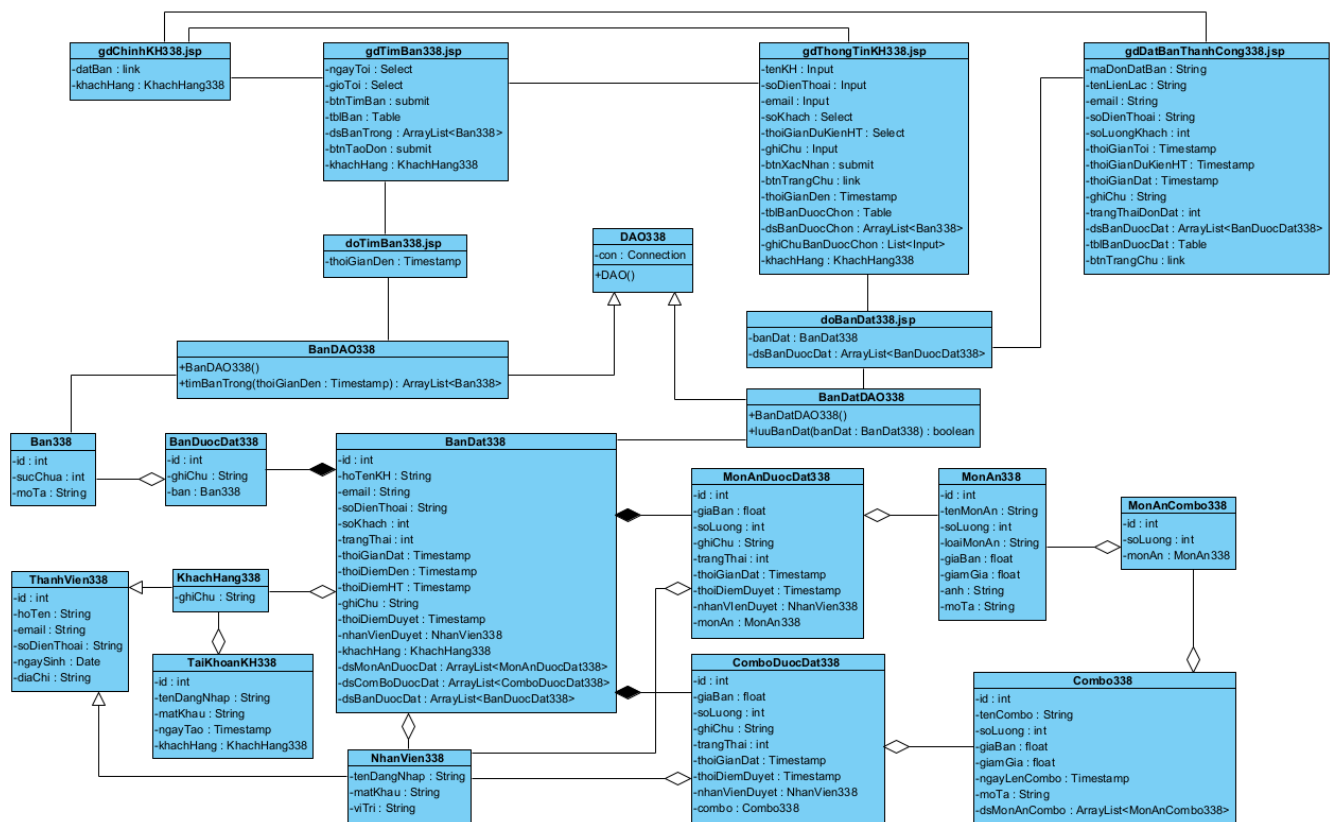 gdChinhKH338.jsp
-datBan : link
-khachHang : KhachHang338
gdTimBan338.jsp
-ngayToi : Select
-gioToi : Select
-btnTimBan : submit
-tblBan : Table
-dsBanTrong : ArrayList<Ban338>
-btnTaoDon : submit
-khachHang : KhachHang338
gdThongTinKH338.jsp
-tenKH : Input
-soDienThoai : Input
-email : Input
-soKhach : Select
-thoiGianDuKienHT : Select
-ghiChu : Input
-btnXacNhan : submit
-btnTrangChu : link
-thoiGianDen : Timestamp
-tblBanDuocChon : Table
-dsBanDuocChon : ArrayList<Ban338>
-ghiChuBanDuocChon : List<Input>
-khachHang : KhachHang338
gdDatBanThanhCong338.jsp
-maDonDatBan : String
-tenLienLac : String
-email : String
-soDienThoai : String
-soLuongKhach : int
-thoiGianToi : Timestamp
-thoiGianDuKienHT : Timestamp
-thoiGianDat : Timestamp
-ghiChu : String
-trangThaiDonDat : int
-dsBanDuocDat : ArrayList<BanDuocDat338>
-tblBanDuocDat : Table
-btnTrangChu : link
doTimBan338.jsp
-thoiGianDen : Timestamp
DAO338
-con : Connection
+DAO()
doBanDat338.jsp
-banDat : BanDat338
-dsBanDuocDat : ArrayList<BanDuocDat338>
BanDAO338
+BanDAO338()
+timBanTrong(thoiGianDen : Timestamp) : ArrayList<Ban338>
BanDatDAO338
+BanDatDAO338()
+luuBanDat(banDat : BanDat338) : boolean
Ban338
-id : int
-sucChua : int
-moTa : String
BanDuocDat338
-id : int
-ghiChu : String
-ban : Ban338
BanDat338
-id : int
-hoTenKH : String
-email : String
-soDienThoai : String
-soKhach : int
-trangThai : int
-thoiGianDat : Timestamp
-thoiDiemDen : Timestamp
-thoiDiemHT : Timestamp
-ghiChu : String
-thoiDiemDuyet : Timestamp
-nhanVienDuyet : NhanVien338
-khachHang : KhachHang338
-dsMonAnDuocDat : ArrayList<MonAnDuocDat338>
-dsComBoDuocDat : ArrayList<ComboDuocDat338>
-dsBanDuocDat : ArrayList<BanDuocDat338>
MonAnDuocDat338
-id : int
-giaBan : float
-soLuong : int
-ghiChu : String
-trangThai : int
-thoiGianDat : Timestamp
-thoiDiemDuyet : Timestamp
-nhanVIenDuyet : NhanVien338
-monAn : MonAn338
MonAn338
-id : int
-tenMonAn : String
-soLuong : int
-loaiMonAn : String
-giaBan : float
-giamGia : float
-anh : String
-moTa : String
MonAnCombo338
-id : int
-soLuong : int
-monAn : MonAn338
ThanhVien338
-id : int
-hoTen : String
-email : String
-soDienThoai : String
-ngaySinh : Date
-diaChi : String
KhachHang338
-ghiChu : String
TaiKhoanKH338
-id : int
-tenDangNhap : String
-matKhau : String
-ngayTao : Timestamp
-khachHang : KhachHang338
NhanVien338
-tenDangNhap : String
-matKhau : String
-viTri : String
ComboDuocDat338
-id : int
-giaBan : float
-soLuong : int
-ghiChu : String
-trangThai : int
-thoiGianDat : Timestamp
-thoiDiemDuyet : Timestamp
-nhanVienDuyet : NhanVien338
-combo : Combo338
Combo338
-id : int
-tenCombo : String
-soLuong : int
-giaBan : float
-giamGia : float
-ngayLenCombo : Timestamp
-moTa : String
-dsMonAnCombo : ArrayList<MonAnCombo338>